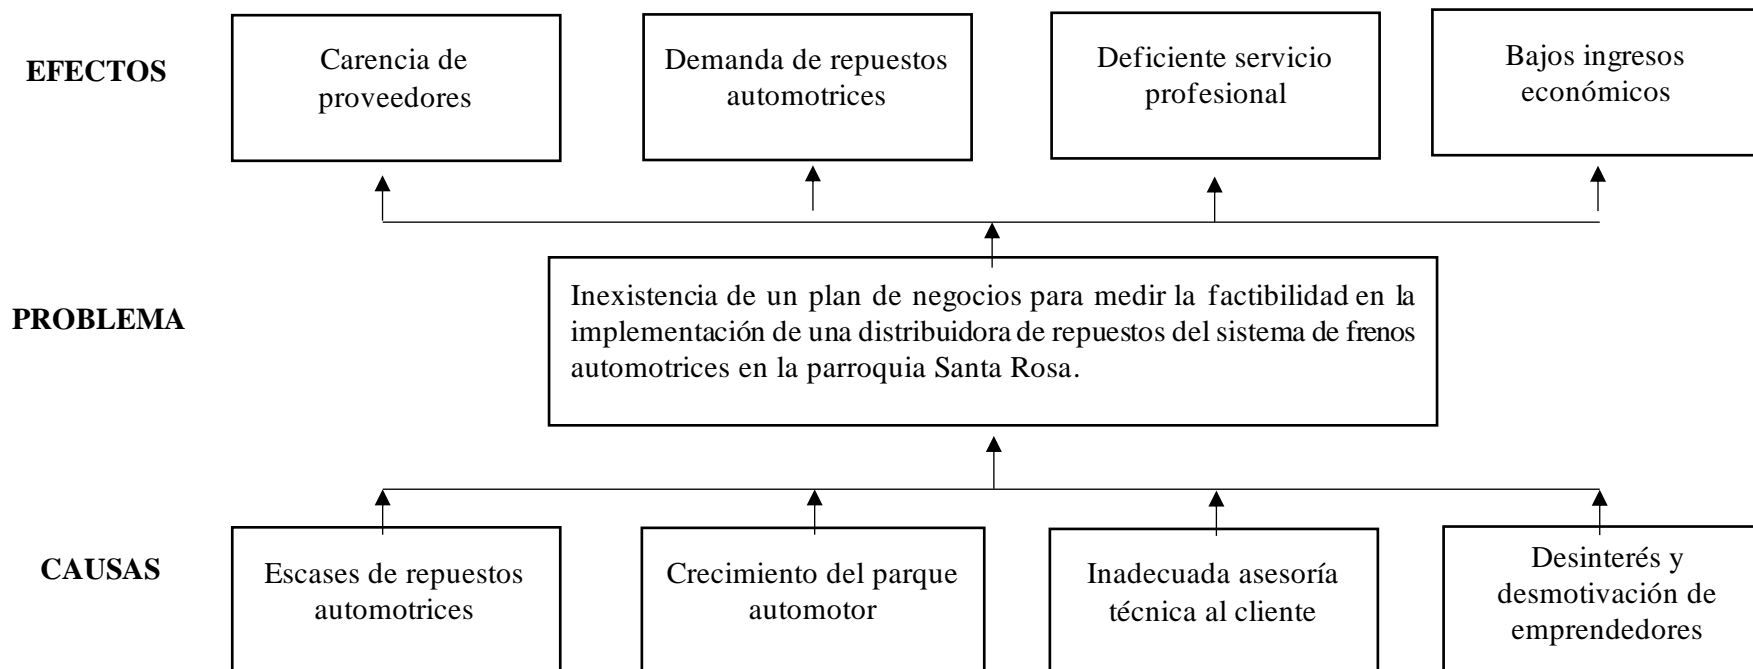 EFECTOS
Carencia de
proveedores
Demanda de repuestos
automotrices
Deficiente servicio
profesional
Bajos ingresos
económicos
PROBLEMA
Inexistencia de un plan de negocios para medir la factibilidad en la
implementación de una distribuidora de repuestos del sistema de frenos
automotrices en la parroquia Santa Rosa.
CAUSAS
Escases de repuestos
automotrices
Crecimiento del parque
automotor
Inadecuada asesoría
técnica al cliente
Desinterés y
desmotivación de
emprendedores